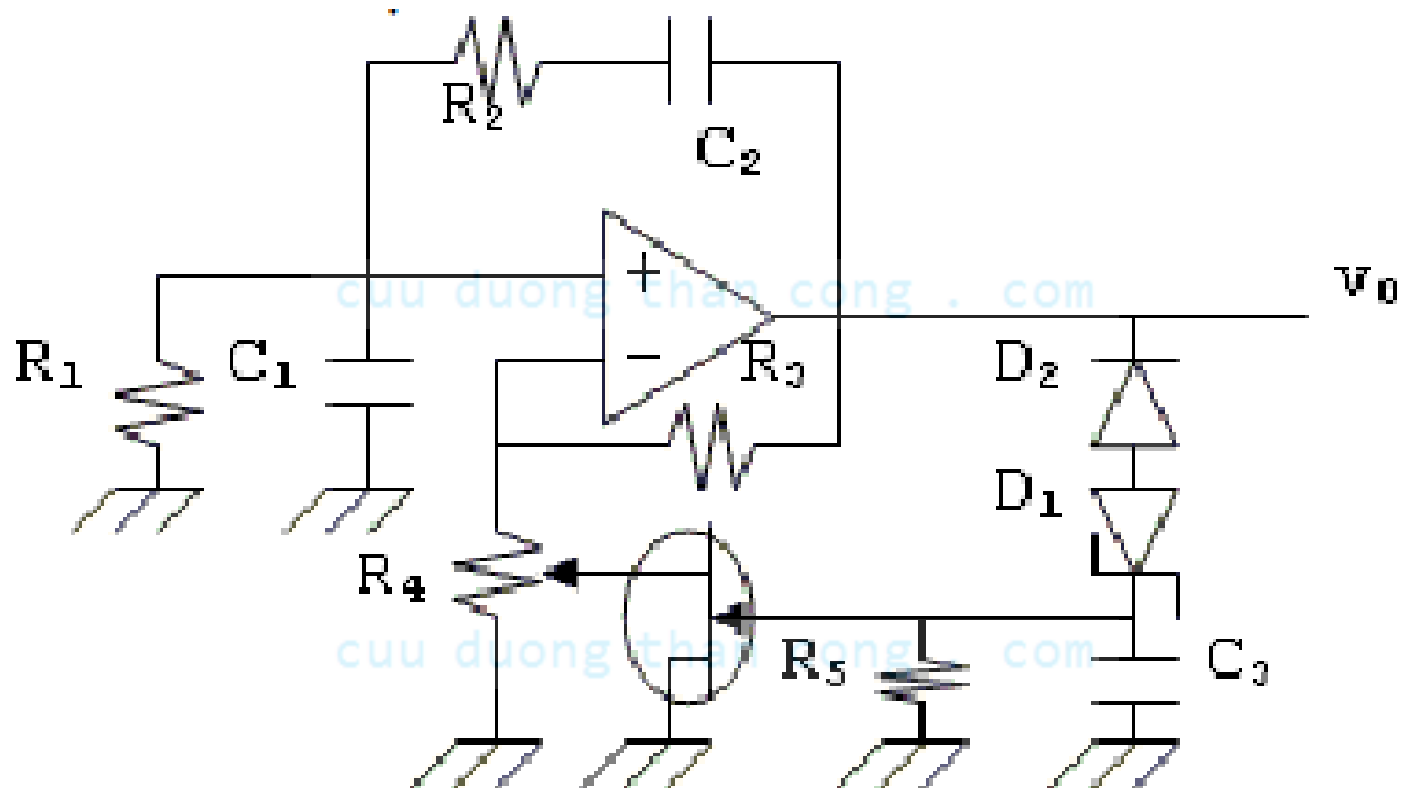 R2
C2
+
cuu duong than cong . com
v0
R1
C1
−
R3
D2
D1
R4
cuu duong than cong . com
R5
C3